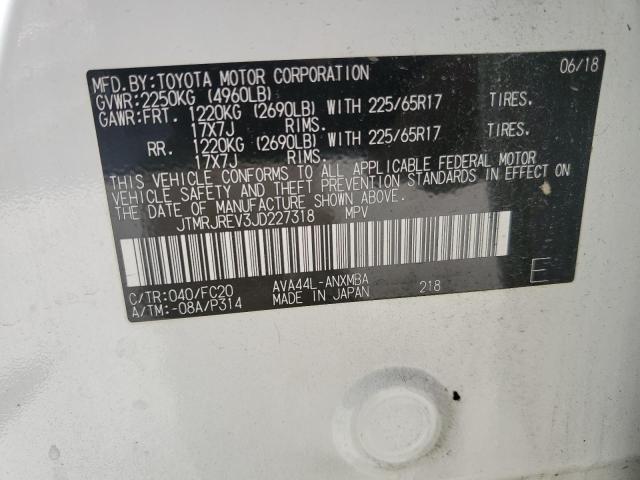 MFD.BY:TOYOTA MOTOR CORPORATION 06/18
GVWR:2250KG (4960LB)
GAWR:FRT. 1220KG (2690LB) WITH 225/65R17 TIRES.
17X7J RIMS.
RR. 1220KG (2690LB) WITH 225/65R17 TIRES.
17X7J RIMS.
THIS VEHICLE CONFORMS TO ALL APPLICABLE FEDERAL MOTOR
VEHICLE SAFETY AND THEFT PREVENTION STANDARDS IN EFFECT ON
THE DATE OF MANUFACTURE SHOWN ABOVE.
JTMRJREV3JD227318 MPV
C/TR:040/FC20 AVA44L-ANXMBA 218
A/TM:-08A/P314 MADE IN JAPAN
E